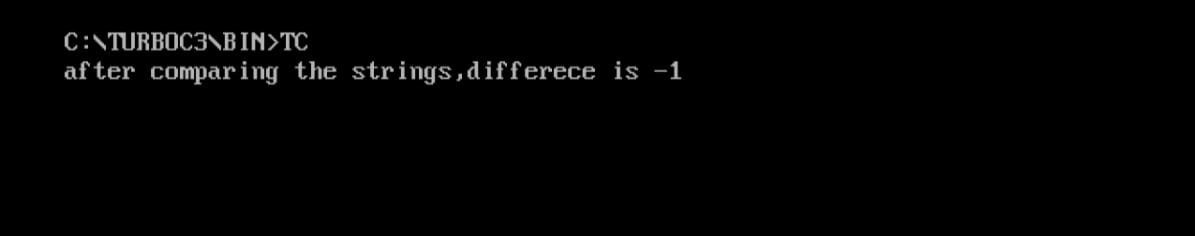 C:\TURBOC3\BIN>TC
after comparing the strings,differece is -1